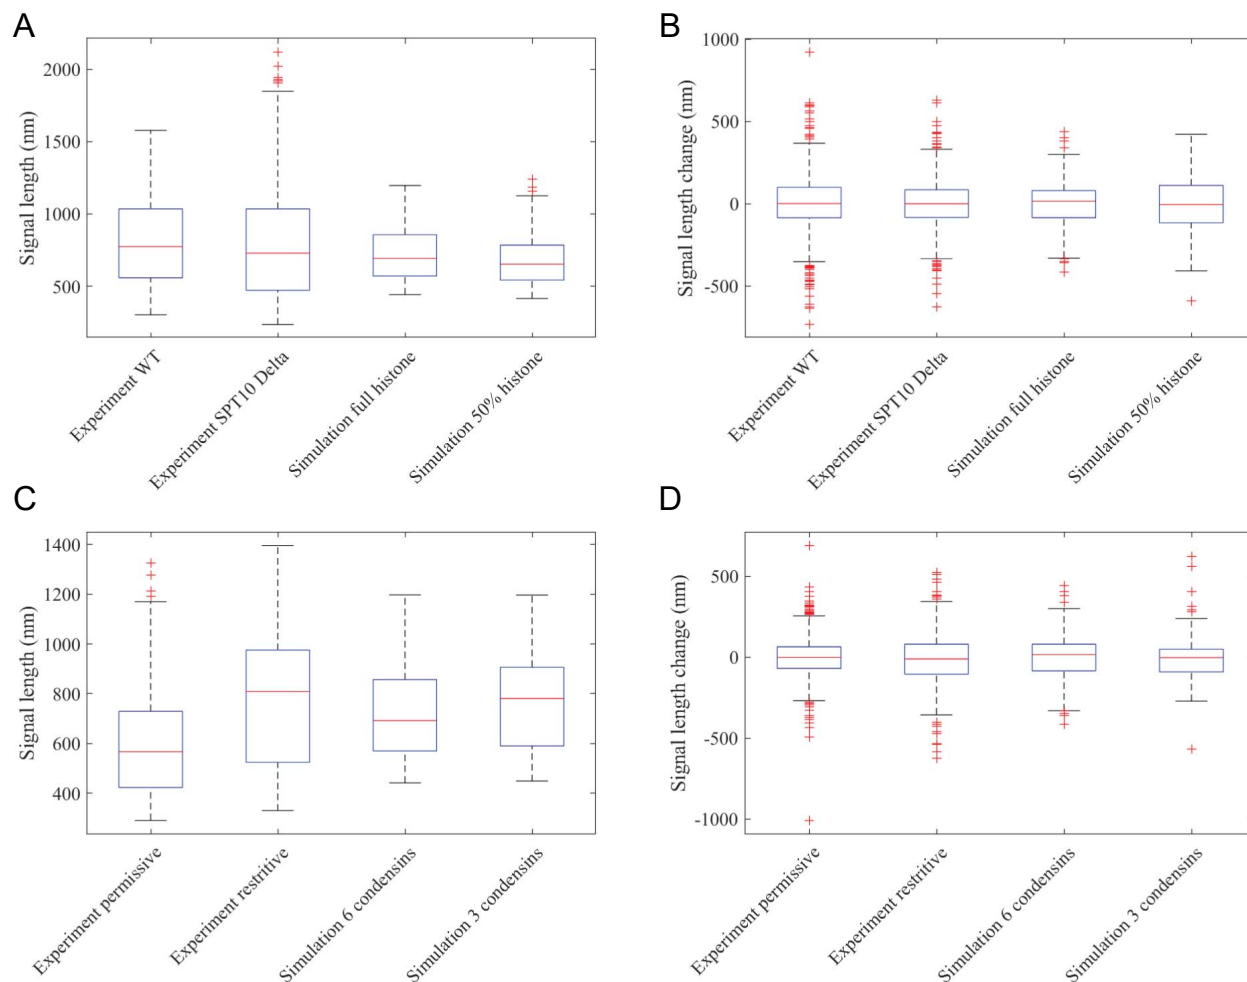 A
Signal length (nm)
2000
1500
1000
500
Experiment WT
Experiment SPT10 Delta
Simulation full histone
Simulation 50% histone
B
Signal length change (nm)
1000
500
0
-500
Experiment WT
Experiment SPT10 Delta
Simulation full histone
Simulation 50% histone
C
Signal length (nm)
1400
1200
1000
800
600
400
Experiment permissive
Experiment restritive
Simulation 6 condensins
Simulation 3 condensins
D
Signal length change (nm)
500
0
-500
-1000
Experiment permissive
Experiment restritive
Simulation 6 condensins
Simulation 3 condensins